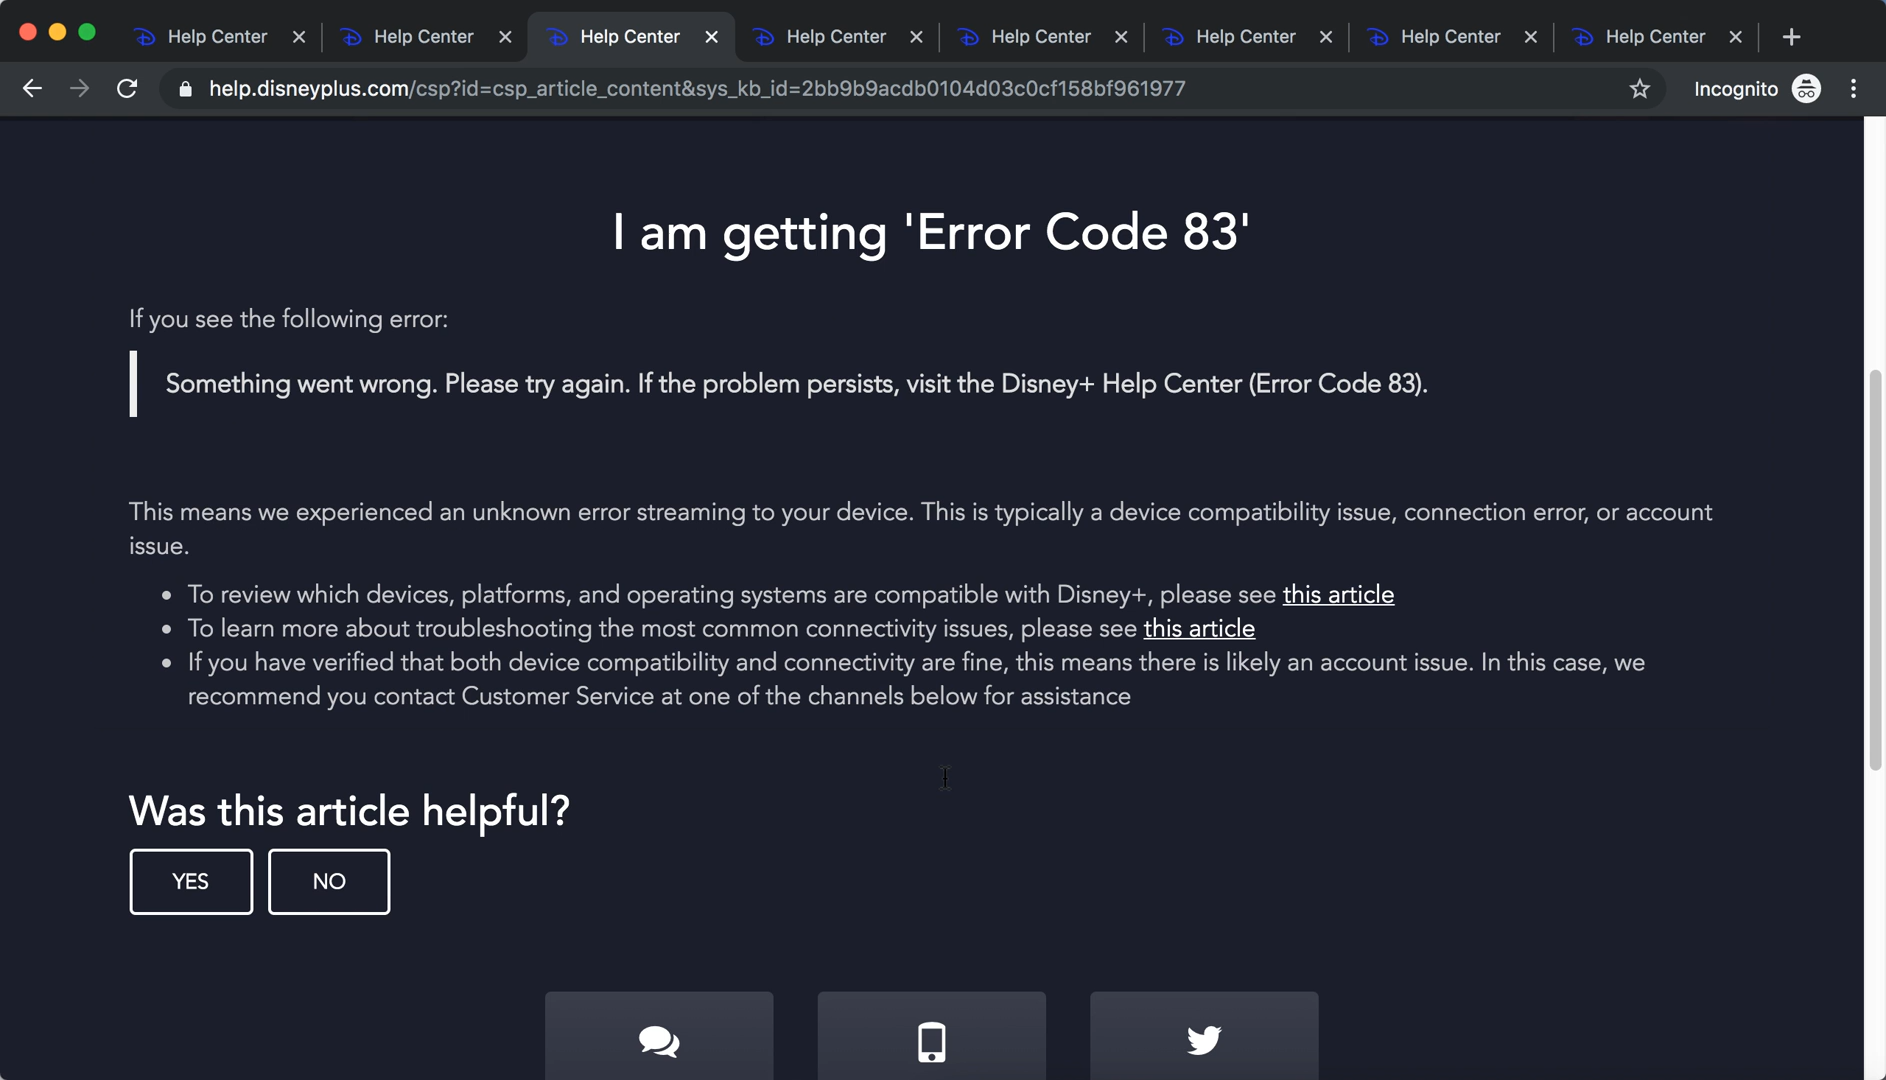 Help Center Help Center Help Center Help Center Help Center Help Center Help Center Help Center
help.disneyplus.com/csp?id=csp_article_content&sys_kb_id=2bb9b9acdb0104d03c0cf158bf961977 Incognito
I am getting 'Error Code 83'
If you see the following error:
Something went wrong. Please try again. If the problem persists, visit the Disney+ Help Center (Error Code 83).
This means we experienced an unknown error streaming to your device. This is typically a device compatibility issue, connection error, or account
issue.
• To review which devices, platforms, and operating systems are compatible with Disney+, please see this article
• To learn more about troubleshooting the most common connectivity issues, please see this article
• If you have verified that both device compatibility and connectivity are fine, this means there is likely an account issue. In this case, we
recommend you contact Customer Service at one of the channels below for assistance
Was this article helpful?
YES NO